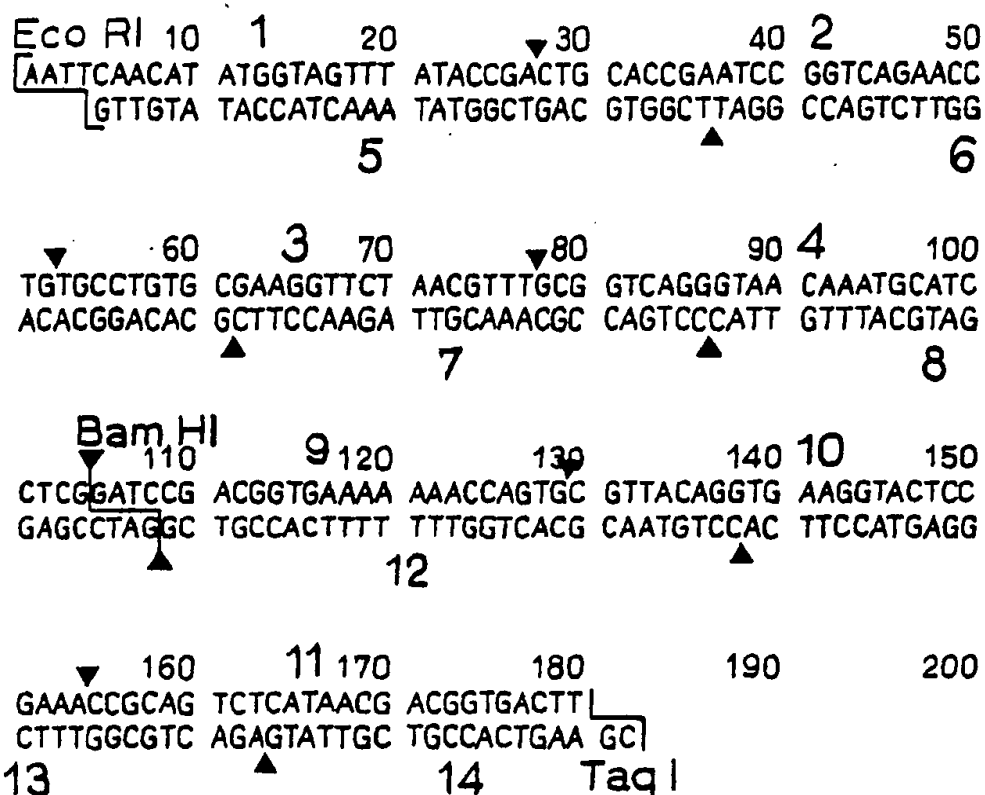 Eco RI 10 1 20 30 40 2 50
AATTCAACAT ATGGTAGTTT ATACCGACTG CACCGAATCC GGTCAGAACC
GTTGTA TACCATCAAA TATGGCTGAC GTGGCTTAGG CCAGTCTTGG
5 6
60 3 70 80 90 4 100
TGTGCCTGTG CGAAGGTTCT AACGTTTGCG GTCAGGGTAA CAAATGCATC
ACACGGACAC GCTTCCAAGA TTGCAAACGC CAGTCCCATT GTTTACGTAG
7 8
Bam HI
110 9 120 130 140 10 150
CTCGGATCCG ACGGTGAAAA AAACCAGTGC GTTACAGGTG AAGGTACTCC
GAGCCTAGGC TGCCACTTTT TTTGGTCACG CAATGTCCAC TTCCATGAGG
12
160 11 170 180 190 200
GAAACCGCAG TCTCATAACG ACGGTGACTT
CTTTGGCGTC AGAGTATTGC TGCCACTGAA GC
13 14 Taq I